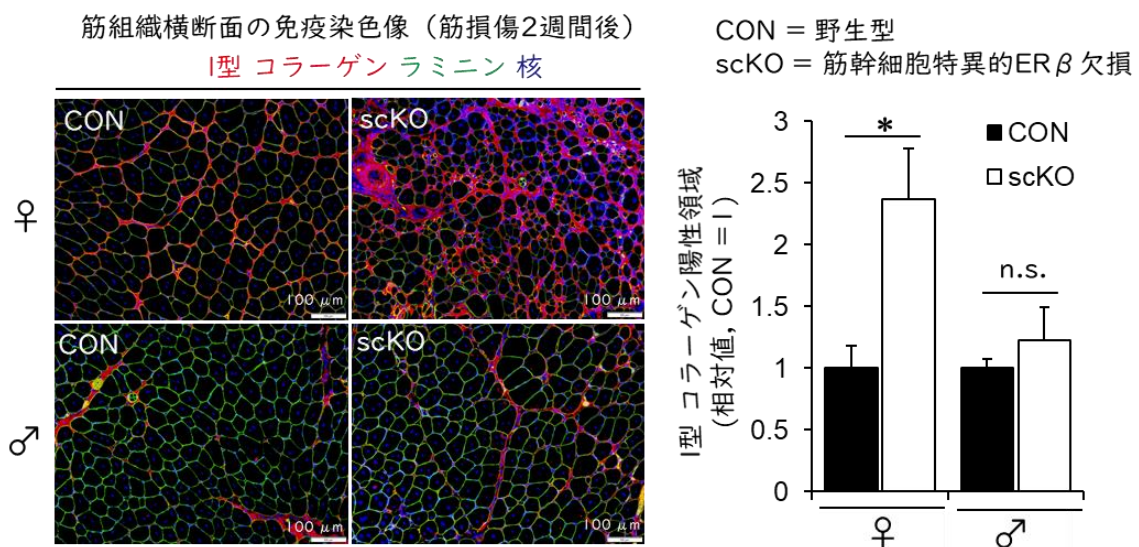 筋組織横断面の免疫染色像（筋損傷2週間後）
I型 コラーゲン ラミニン 核
CON
scKO
♀
100 μm
100 μm
CON
scKO
♂
100 μm
100 μm
CON = 野生型
scKO = 筋幹細胞特異的ERβ欠損
I型 コラーゲン陽性領域
(相対値, CON = 1)
3
2.5
2
1.5
1
0.5
0
*
n.s.
CON
scKO
♀
♂